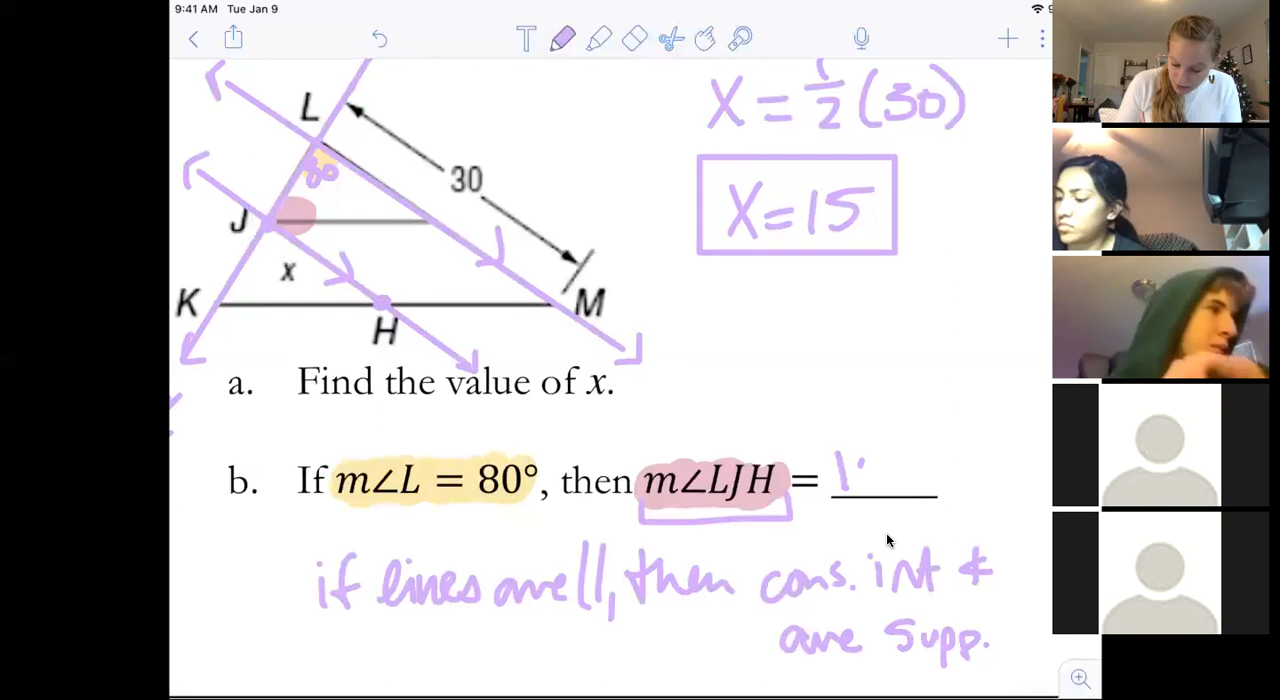 9:41 AM Tue Jan 9
T
X = 1/2 (30)
X = 15
L
80
30
J
x
K
M
H
a. Find the value of x.
b. If m∠L = 80°, then m∠LJH = ____
if lines are ||, then cons. int ∡
are supp.